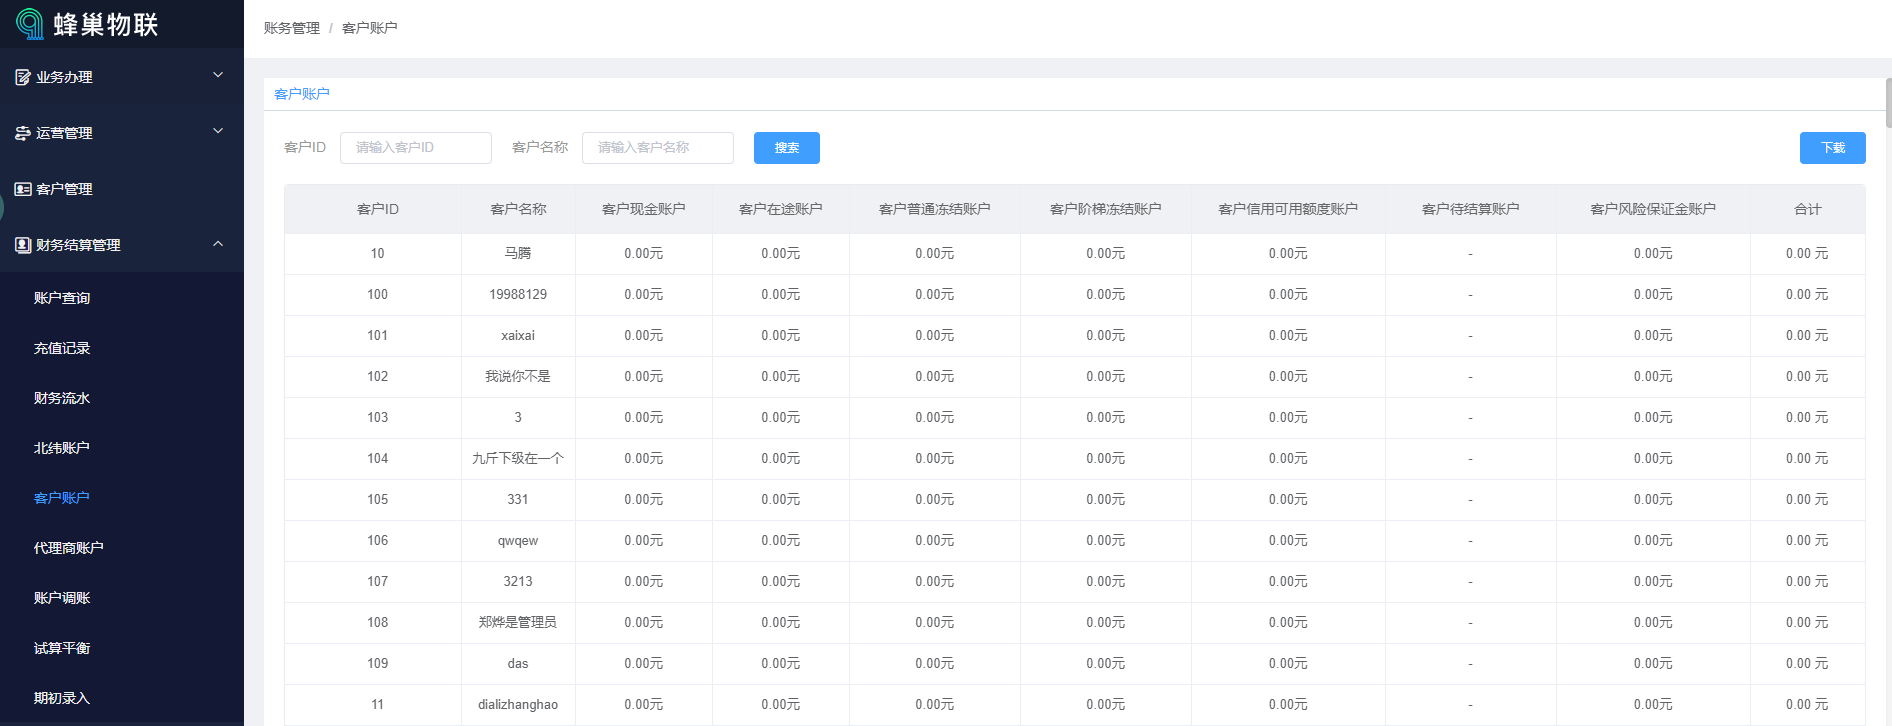 蜂巢物联
业务办理
运营管理
客户管理
财务结算管理
账户查询
充值记录
财务流水
北纬账户
客户账户
代理商账户
账户调账
试算平衡
期初录入
账务管理 / 客户账户
客户账户
客户ID 请输入客户ID 客户名称 请输入客户名称 搜索 下载
客户ID 客户名称 客户现金账户 客户在途账户 客户普通冻结账户 客户阶梯冻结账户 客户信用可用额度账户 客户待结算账户 客户风险保证金账户 合计
10 马腾 0.00元 0.00元 0.00元 0.00元 0.00元 - 0.00元 0.00 元
100 19988129 0.00元 0.00元 0.00元 0.00元 0.00元 - 0.00元 0.00 元
101 xaixai 0.00元 0.00元 0.00元 0.00元 0.00元 - 0.00元 0.00 元
102 我说你不是 0.00元 0.00元 0.00元 0.00元 0.00元 - 0.00元 0.00 元
103 3 0.00元 0.00元 0.00元 0.00元 0.00元 - 0.00元 0.00 元
104 九斤下级在一个 0.00元 0.00元 0.00元 0.00元 0.00元 - 0.00元 0.00 元
105 331 0.00元 0.00元 0.00元 0.00元 0.00元 - 0.00元 0.00 元
106 qwqew 0.00元 0.00元 0.00元 0.00元 0.00元 - 0.00元 0.00 元
107 3213 0.00元 0.00元 0.00元 0.00元 0.00元 - 0.00元 0.00 元
108 郑烨是管理员 0.00元 0.00元 0.00元 0.00元 0.00元 - 0.00元 0.00 元
109 das 0.00元 0.00元 0.00元 0.00元 0.00元 - 0.00元 0.00 元
11 dializhanghao 0.00元 0.00元 0.00元 0.00元 0.00元 - 0.00元 0.00 元